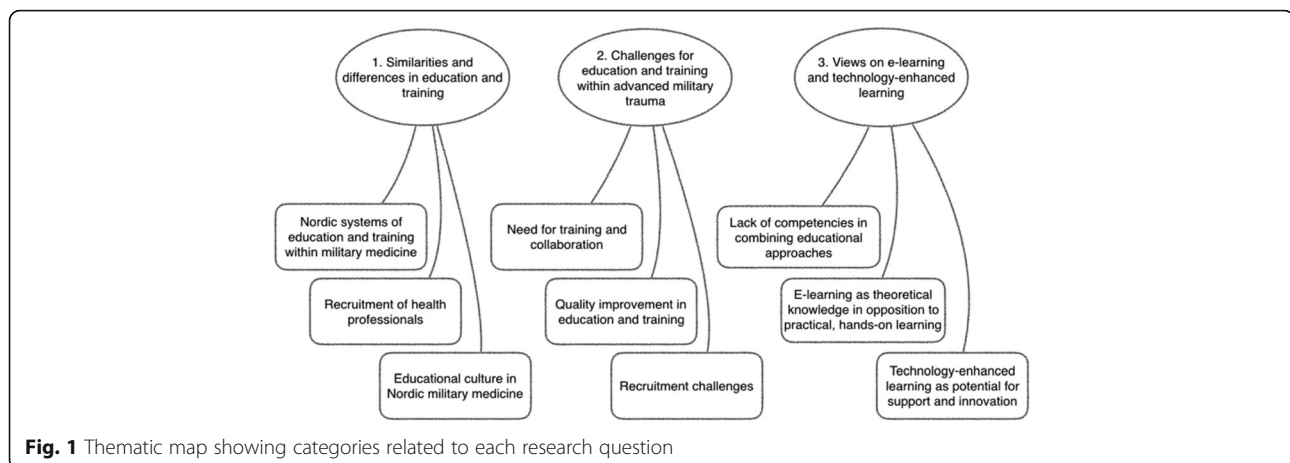 1. Similarities and
differences in education and
training
2. Challenges for
education and training
within advanced military
trauma
3. Views on e-learning
and technology-enhanced
learning
Nordic systems of
education and training
within military medicine
Recruitment of health
professionals
Educational culture in
Nordic military medicine
Need for training and
collaboration
Quality improvement in
education and training
Recruitment challenges
Lack of competencies in
combining educational
approaches
E-learning as theoretical
knowledge in opposition to
practical, hands-on learning
Technology-enhanced
learning as potential for
support and innovation
Fig. 1 Thematic map showing categories related to each research question